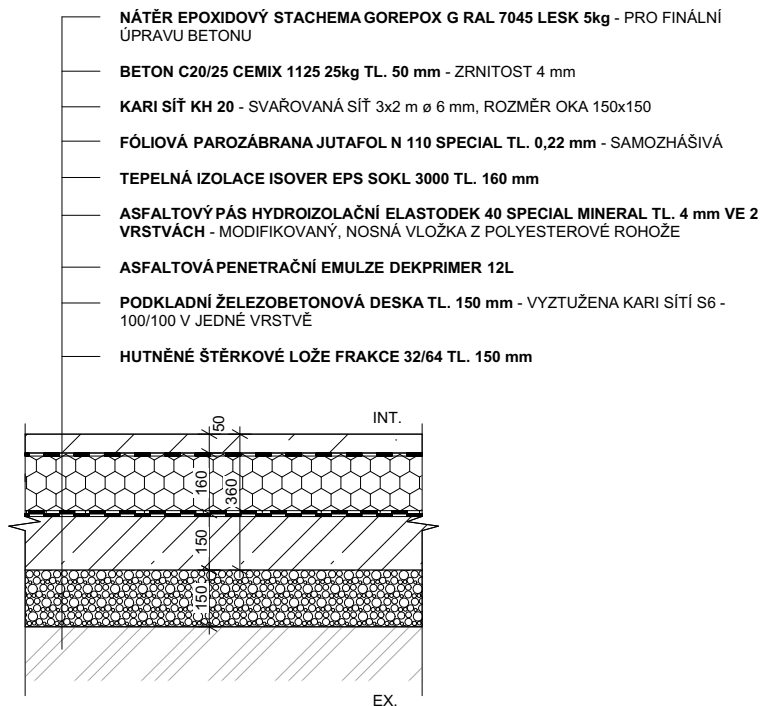 NÁTĚR EPOXIDOVÝ STACHEMA GOREPOX G RAL 7045 LESK 5kg - PRO FINÁLNÍ
ÚPRAVU BETONU
BETON C20/25 CEMIX 1125 25kg TL. 50 mm - ZRNITOST 4 mm
KARI SÍŤ KH 20 - SVAŘOVANÁ SÍŤ 3x2 m ø 6 mm, ROZMĚR OKA 150x150
FÓLIOVÁ PAROZÁBRANA JUTAFOL N 110 SPECIAL TL. 0,22 mm - SAMOZHÁŠIVÁ
TEPELNÁ IZOLACE ISOVER EPS SOKL 3000 TL. 160 mm
ASFALTOVÝ PÁS HYDROIZOLAČNÍ ELASTODEK 40 SPECIAL MINERAL TL. 4 mm VE 2
VRSTVÁCH - MODIFIKOVANÝ, NOSNÁ VLOŽKA Z POLYESTEROVÉ ROHOŽE
ASFALTOVÁ PENETRAČNÍ EMULZE DEKPRIMER 12L
PODKLADNÍ ŽELEZOBETONOVÁ DESKA TL. 150 mm - VYZTUŽENA KARI SÍTÍ S6 -
100/100 V JEDNÉ VRSTVĚ
HUTNĚNÉ ŠTĚRKOVÉ LOŽE FRAKCE 32/64 TL. 150 mm
INT.
50
160
360
150
150
EX.